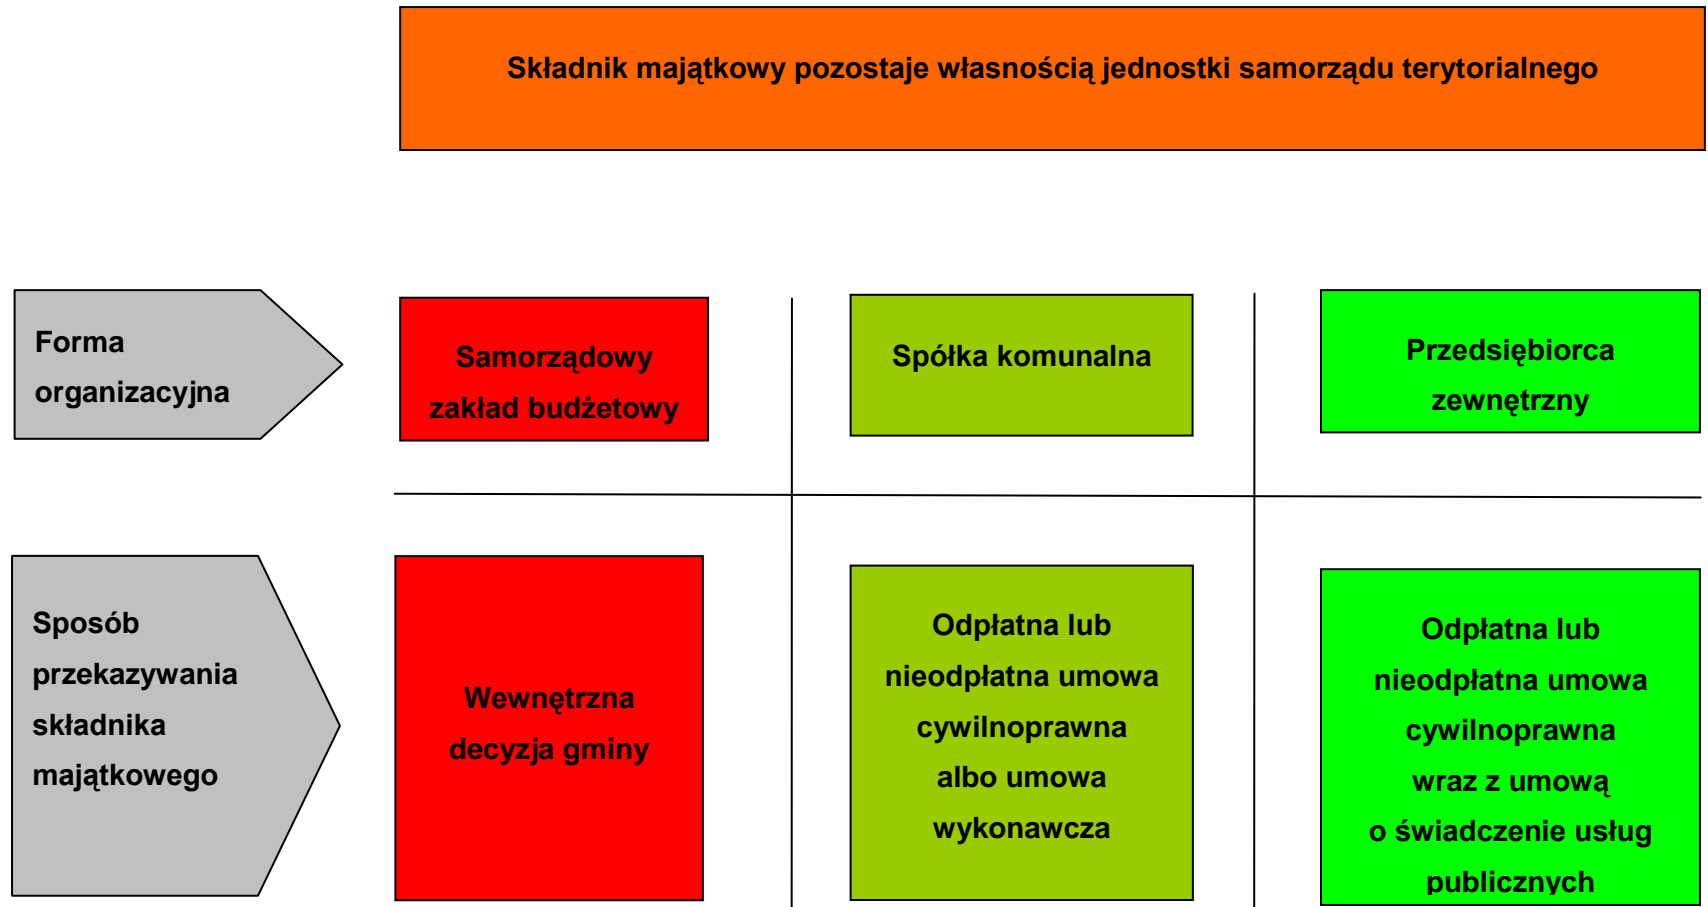 Składnik majątkowy pozostaje własnością jednostki samorządu terytorialnego
Forma
organizacyjna
Samorządowy
zakład budżetowy
Spółka komunalna
Przedsiębiorca
zewnętrzny
Sposób
przekazywania
składnika
majątkowego
Wewnętrzna
decyzja gminy
Odpłatna lub
nieodpłatna umowa
cywilnoprawna
albo umowa
wykonawcza
Odpłatna lub
nieodpłatna umowa
cywilnoprawna
wraz z umową
o świadczenie usług
publicznych